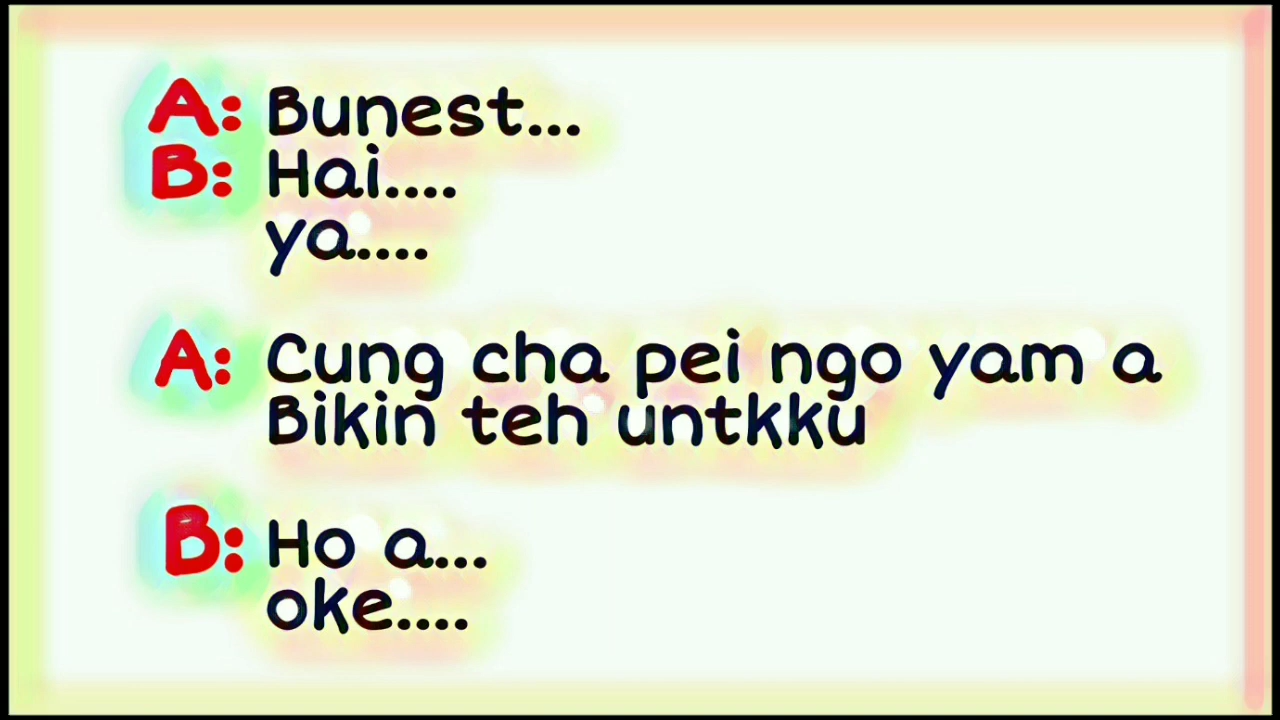 A: Bunest...
B: Hai....
ya....
A: Cung cha pei ngo yam a
Bikin teh untkku
B: Ho a...
oke....